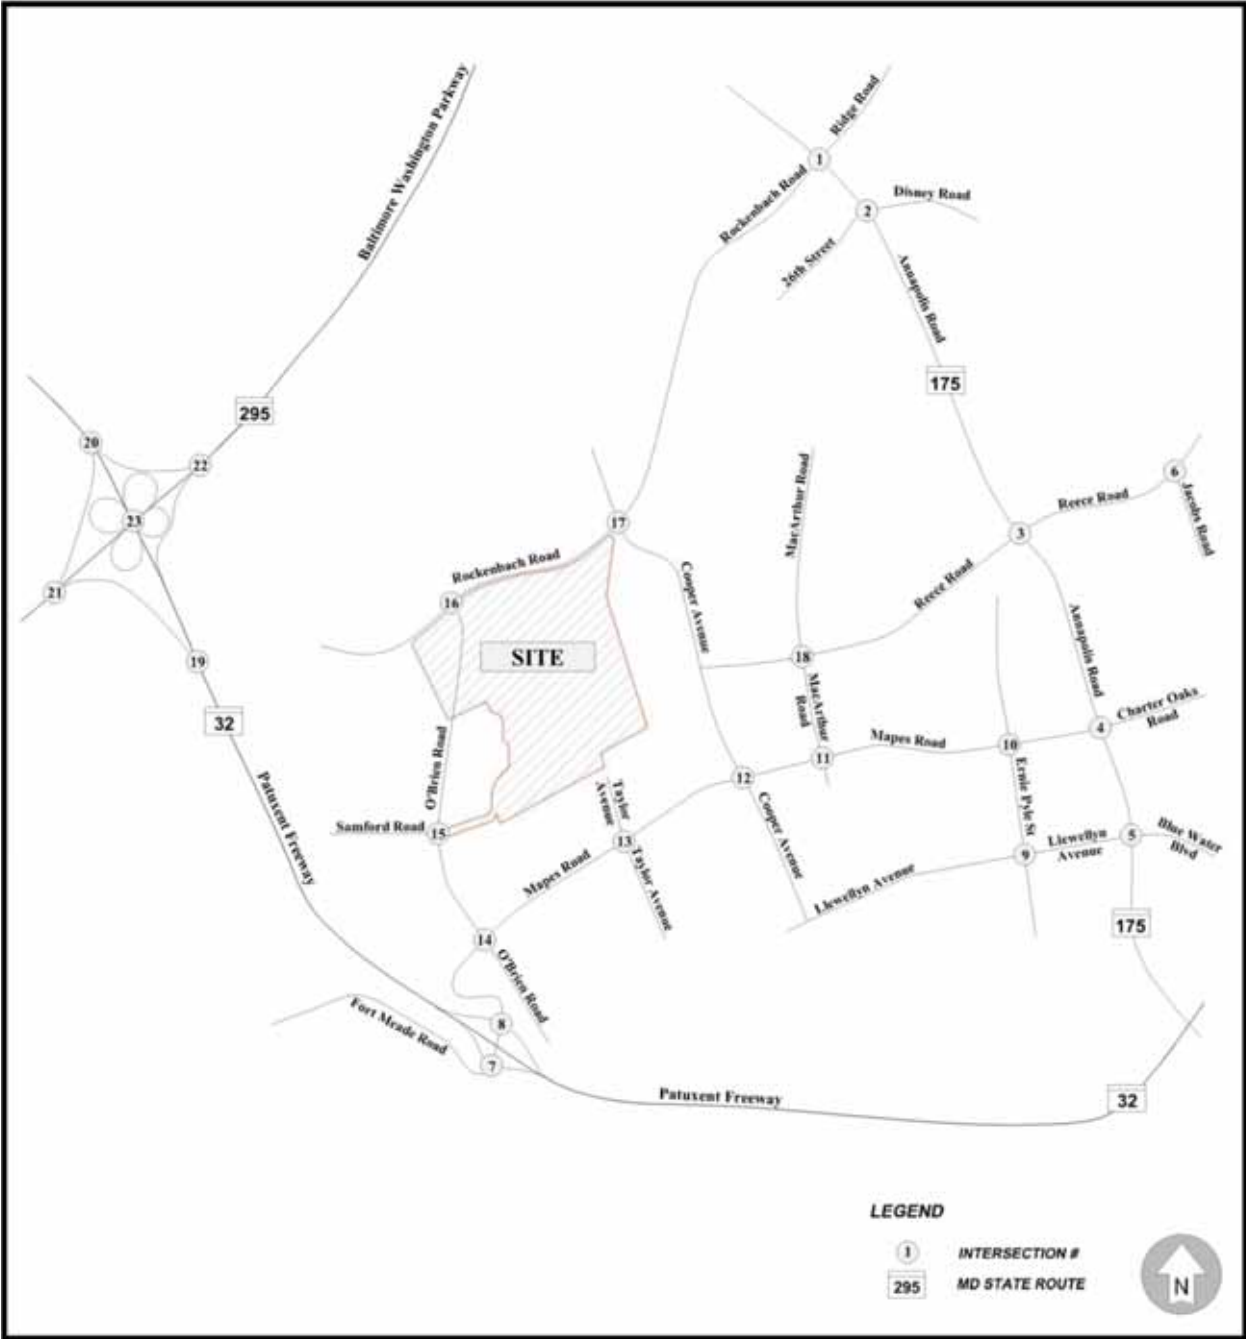 Baltimore Washington Parkway
Ridge Road
1
Rockenbach Road
2
Disney Road
26th Street
Annapolis Road
175
295
20
22
23
21
19
32
17
MacArthur Road
6
Reece Road
Jacobs Road
3
Rockenbach Road
16
Cooper Avenue
Reece Road
SITE
18
Annapolis Road
MacArthur
Road
Charter Oaks
Road
4
O'Brien Road
Mapes Road
10
11
12
Patuxent Freeway
Taylor
Avenue
Ernie Pyle St
Cooper Avenue
Samford Road
15
13
Llewellyn
Avenue
5
Blue Water
Blvd
9
Mapes Road
Taylor Avenue
Llewellyn Avenue
175
14
O'Brien Road
Fort Meade Road
8
7
Patuxent Freeway
32
LEGEND
1
INTERSECTION #
295
MD STATE ROUTE
N